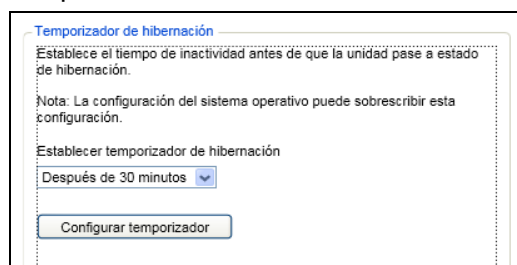 Temporizador de hibernación
Establece el tiempo de inactividad antes de que la unidad pase a estado
de hibernación.
Nota: La configuración del sistema operativo puede sobrescribir esta
configuración.
Establecer temporizador de hibernación
Después de 30 minutos
Configurar temporizador